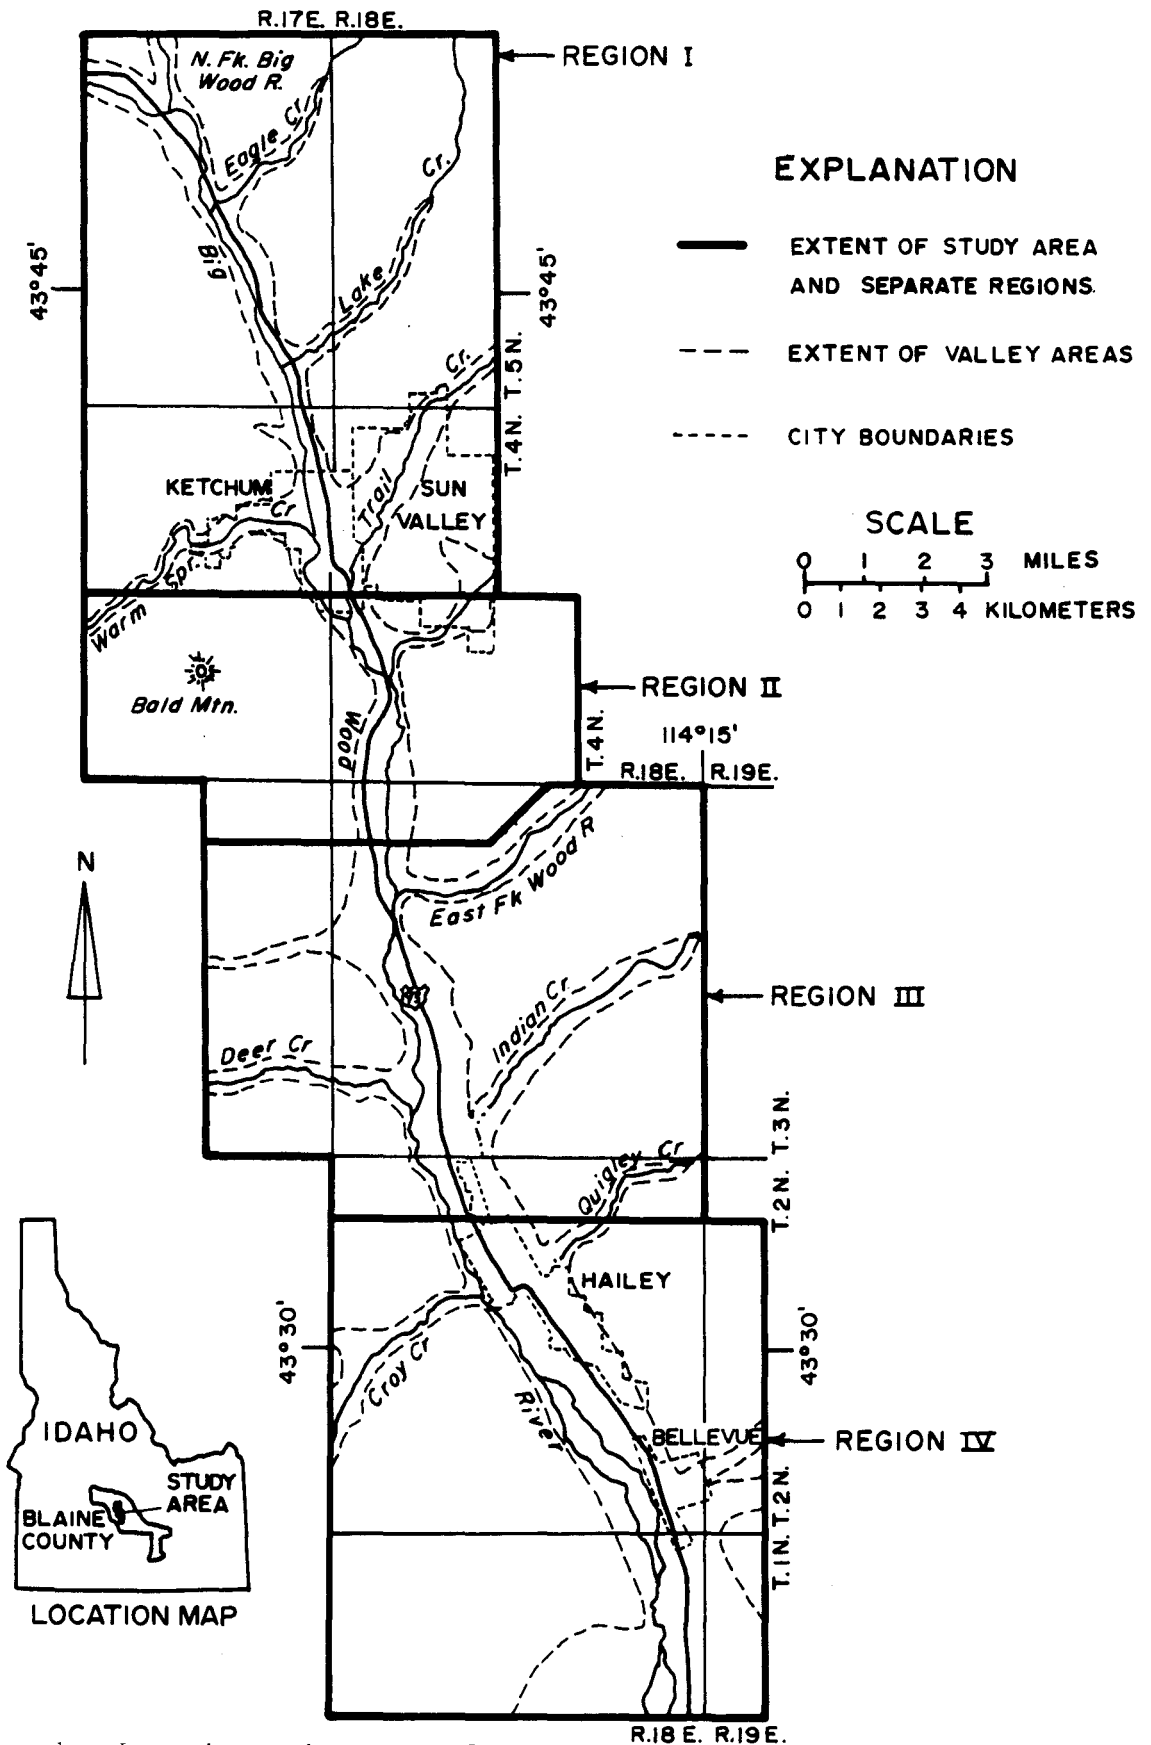 R.17E. R.18E.
N. Fk. Big
Wood R.
REGION I
Eagle Cr
Cr.
EXPLANATION
EXTENT OF STUDY AREA
AND SEPARATE REGIONS.
43°45'
Big
43°45'
Lake
EXTENT OF VALLEY AREAS
Cr.
T.5N.
T.4N.
CITY BOUNDARIES
KETCHUM
SUN
VALLEY
Trail
Cr
SCALE
0 1 2 3 MILES
0 1 2 3 4 KILOMETERS
Warm Spr.
Bald Mtn.
REGION II
Wood
T.4N.
114°15'
R.18E. R.19E.
N
East Fk Wood R
Indian Cr.
REGION III
93
Deer Cr
T.3N.
T.2N.
Quigley Cr
HAILEY
43°30'
43°30'
Croy Cr
River
BELLEVUE
REGION IV
IDAHO
STUDY
AREA
BLAINE
COUNTY
T.2N.
T.1N.
LOCATION MAP
R.18E. R.19E.